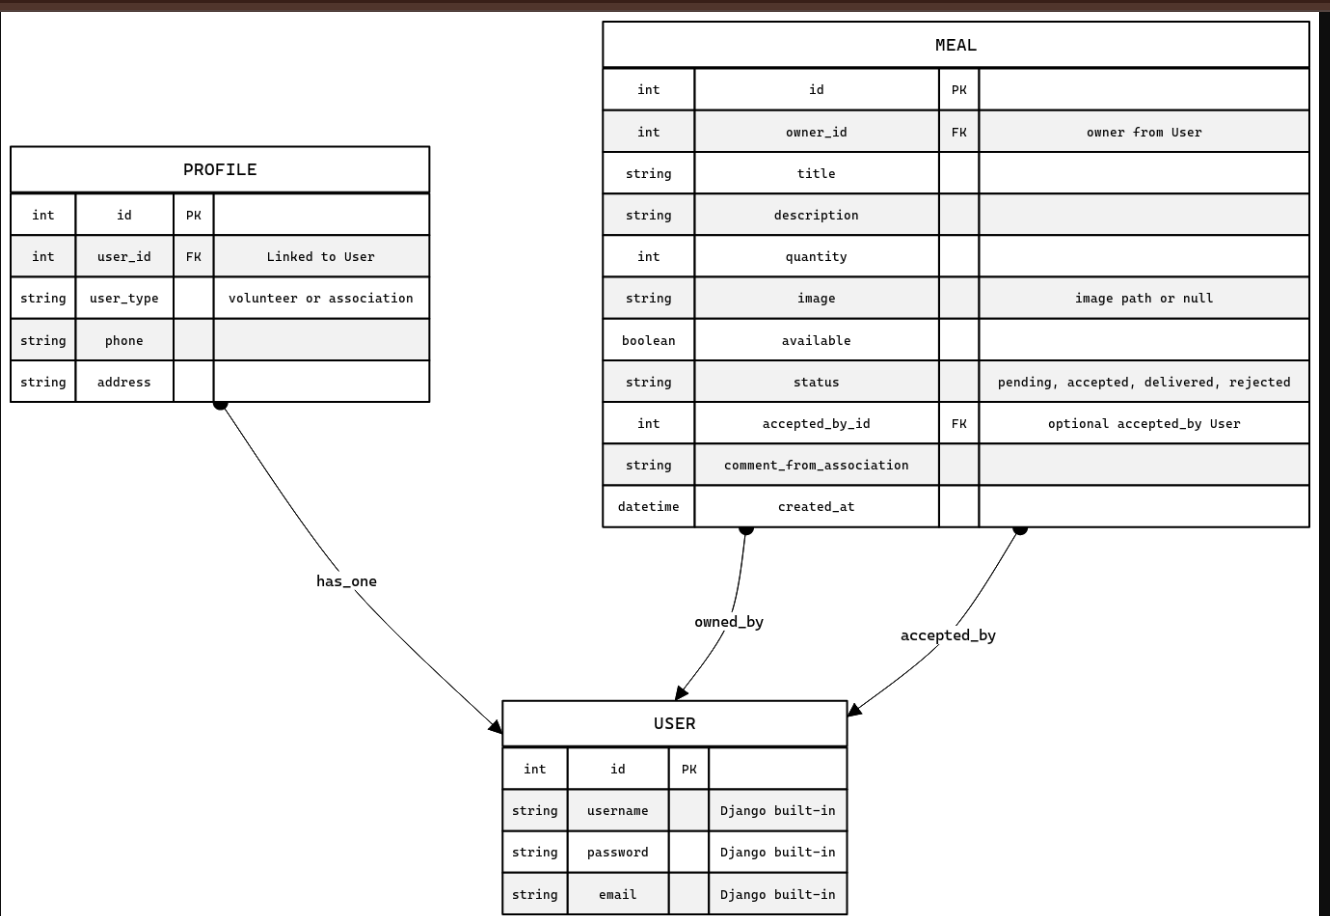 PROFILE
int id PK
int user_id FK Linked to User
string user_type volunteer or association
string phone
string address
MEAL
int id PK
int owner_id FK owner from User
string title
string description
int quantity
string image image path or null
boolean available
string status pending, accepted, delivered, rejected
int accepted_by_id FK optional accepted_by User
string comment_from_association
datetime created_at
has_one
owned_by
accepted_by
USER
int id PK
string username Django built-in
string password Django built-in
string email Django built-in